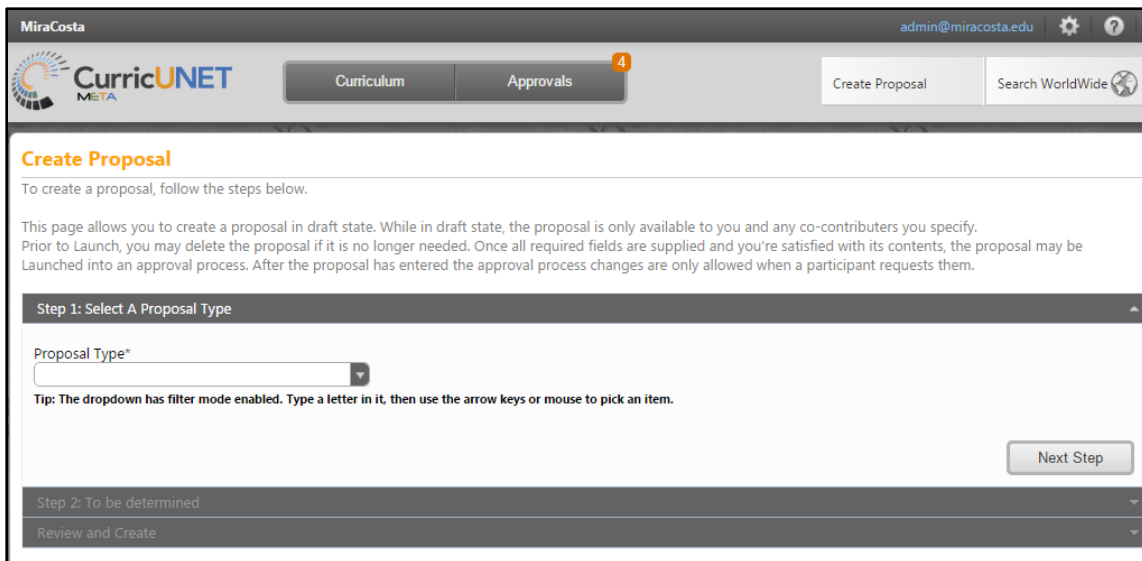 MiraCosta
admin@miracosta.edu
CurricUNET
META
Curriculum
Approvals
4
Create Proposal
Search WorldWide
Create Proposal
To create a proposal, follow the steps below.
This page allows you to create a proposal in draft state. While in draft state, the proposal is only available to you and any co-contributers you specify.
Prior to Launch, you may delete the proposal if it is no longer needed. Once all required fields are supplied and you're satisfied with its contents, the proposal may be
Launched into an approval process. After the proposal has entered the approval process changes are only allowed when a participant requests them.
Step 1: Select A Proposal Type
Proposal Type*
Tip: The dropdown has filter mode enabled. Type a letter in it, then use the arrow keys or mouse to pick an item.
Next Step
Step 2: To be determined
Review and Create